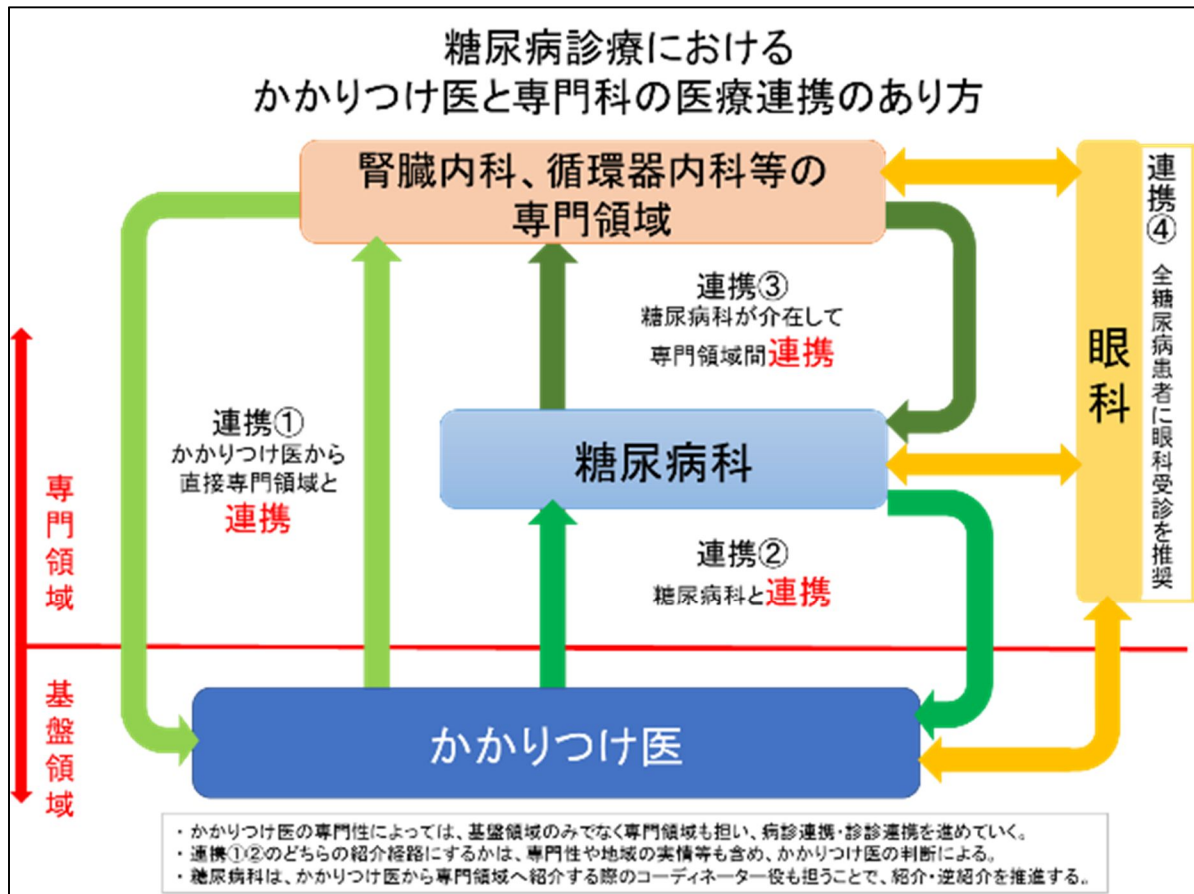 糖尿病診療における
かかりつけ医と専門科の医療連携のあり方
腎臓内科、循環器内科等の
専門領域
連携③
糖尿病科が介在して
専門領域間連携
連携①
かかりつけ医から
直接専門領域と
連携
糖尿病科
連携②
糖尿病科と連携
眼科
連携④ 全糖尿病患者に眼科受診を推奨
専門領域
基盤領域
かかりつけ医
・かかりつけ医の専門性によっては、基盤領域のみでなく専門領域も担い、病診連携・診診連携を進めていく。
・連携①②のどちらの紹介経路にするかは、専門性や地域の実情等も含め、かかりつけ医の判断による。
・糖尿病科は、かかりつけ医から専門領域へ紹介する際のコーディネーター役も担うことで、紹介・逆紹介を推進する。